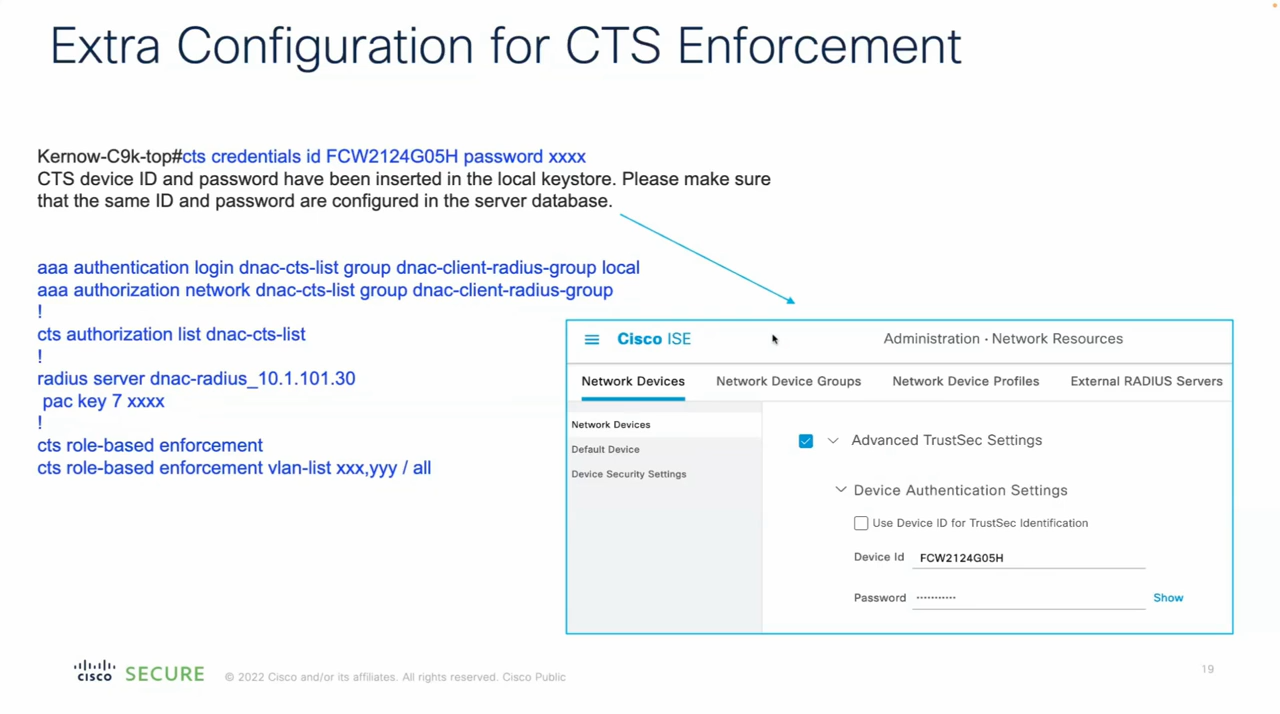 Extra Configuration for CTS Enforcement
Kernow-C9k-top#cts credentials id FCW2124G05H password xxxx
CTS device ID and password have been inserted in the local keystore. Please make sure
that the same ID and password are configured in the server database.
aaa authentication login dnac-cts-list group dnac-client-radius-group local
aaa authorization network dnac-cts-list group dnac-client-radius-group
!
cts authorization list dnac-cts-list
!
radius server dnac-radius_10.1.101.30
pac key 7 xxxx
!
cts role-based enforcement
cts role-based enforcement vlan-list xxx,yyy / all
Cisco ISE
Administration · Network Resources
Network Devices
Network Device Groups
Network Device Profiles
External RADIUS Servers
Network Devices
Default Device
Device Security Settings
Advanced TrustSec Settings
Device Authentication Settings
Use Device ID for TrustSec Identification
Device Id FCW2124G05H
Password ··········· Show
cisco SECURE
© 2022 Cisco and/or its affiliates. All rights reserved. Cisco Public
19